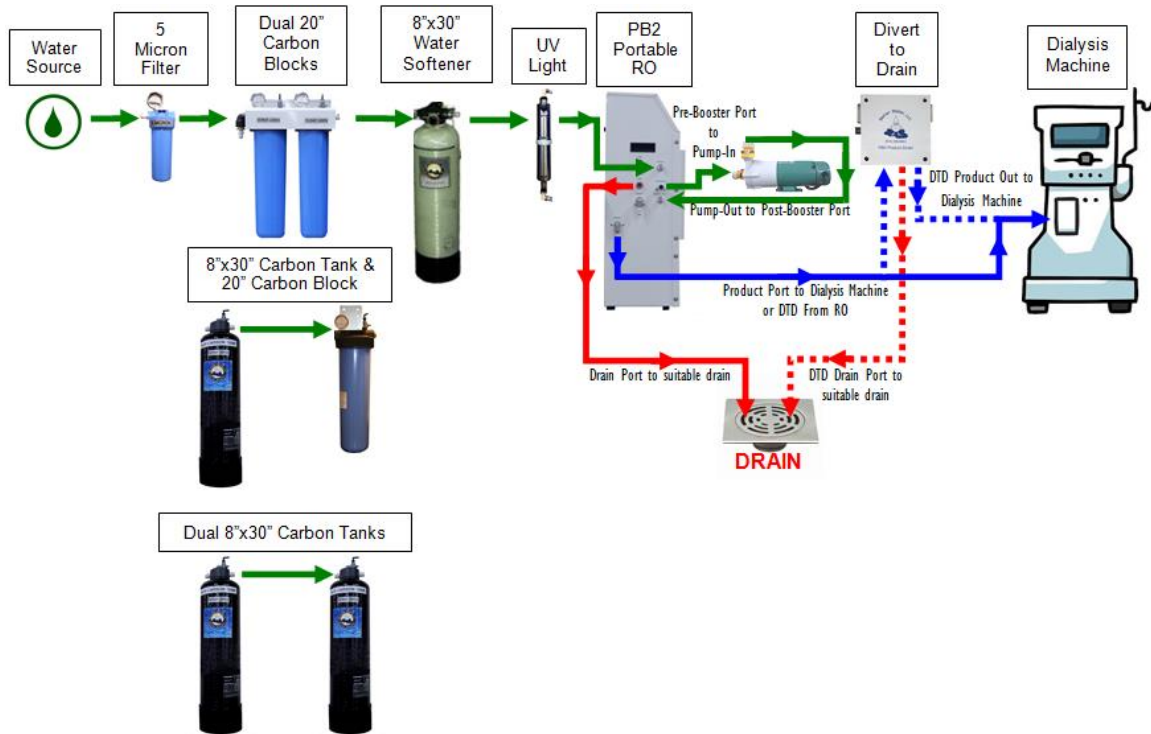 Water
Source
5
Micron
Filter
Dual 20"
Carbon
Blocks
8"x30"
Water
Softener
UV
Light
PB2
Portable
RO
Divert
to
Drain
Dialysis
Machine
Pre-Booster Port
to
Pump-In
Pump-Out to Post-Booster Port
DTD Product Out to
Dialysis Machine
Product Port to Dialysis Machine
or DTD From RO
8"x30" Carbon Tank &
20" Carbon Block
Drain Port to suitable drain
DTD Drain Port to
suitable drain
DRAIN
Dual 8"x30" Carbon Tanks